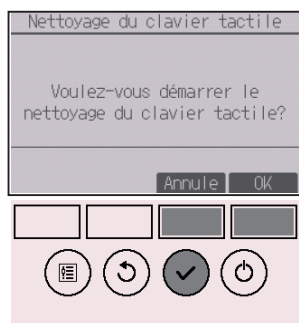 Nettoyage du clavier tactile
Voulez-vous démarrer le
nettoyage du clavier tactile?
Annule OK